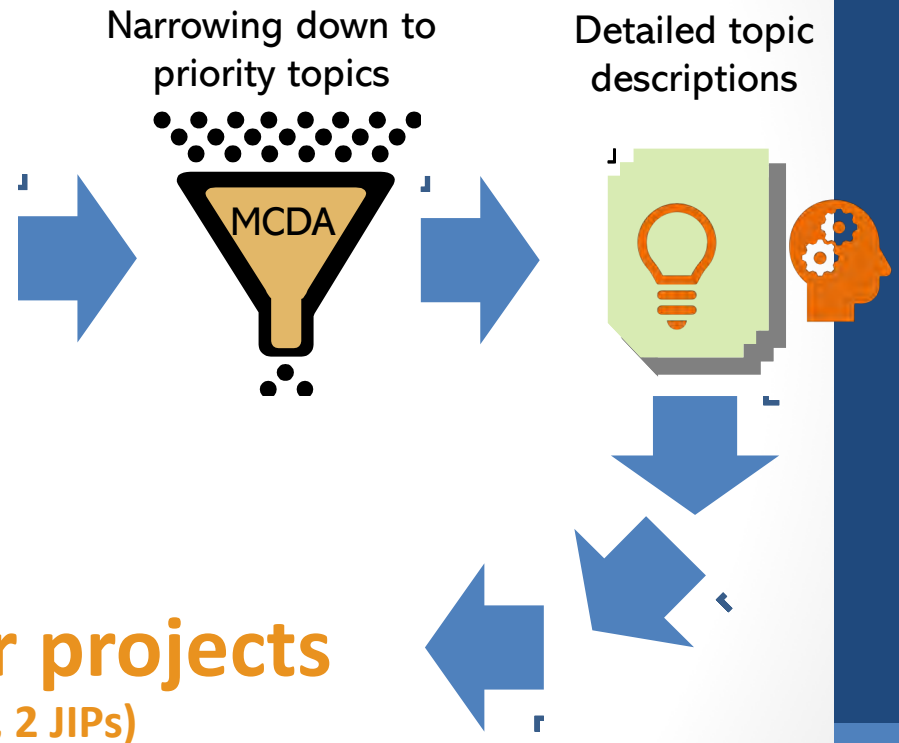 Narrowing down to
priority topics
Detailed topic
descriptions
MCDA
projects
2 JIPs)